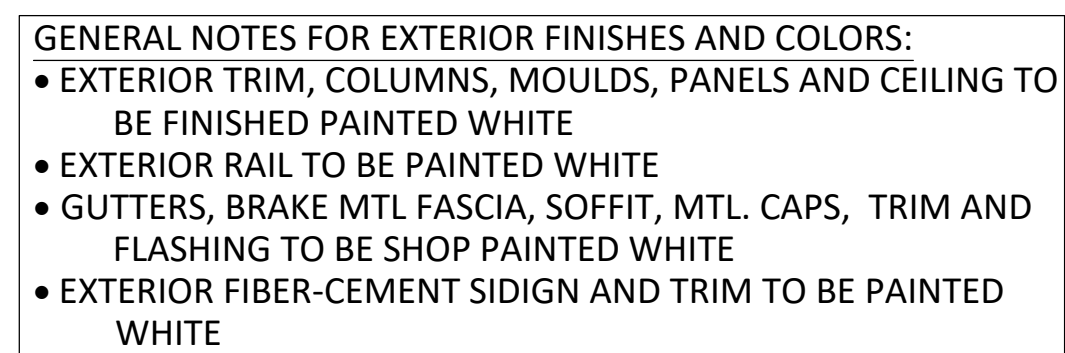 GENERAL NOTES FOR EXTERIOR FINISHES AND COLORS:
• EXTERIOR TRIM, COLUMNS, MOULDS, PANELS AND CEILING TO
BE FINISHED PAINTED WHITE
• EXTERIOR RAIL TO BE PAINTED WHITE
• GUTTERS, BRAKE MTL FASCIA, SOFFIT, MTL. CAPS,  TRIM AND
FLASHING TO BE SHOP PAINTED WHITE
• EXTERIOR FIBER-CEMENT SIDIGN AND TRIM TO BE PAINTED
WHITE